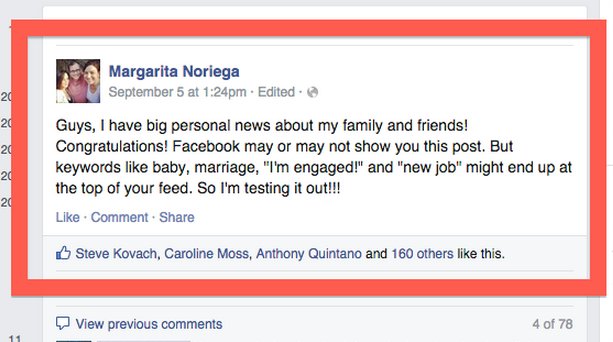 Margarita Noriega
September 5 at 1:24pm · Edited ·
Guys, I have big personal news about my family and friends!
Congratulations! Facebook may or may not show you this post. But
keywords like baby, marriage, "I'm engaged!" and "new job" might end up at
the top of your feed. So I'm testing it out!!!
Like · Comment · Share
Steve Kovach, Caroline Moss, Anthony Quintano and 160 others like this.
View previous comments 4 of 78
11